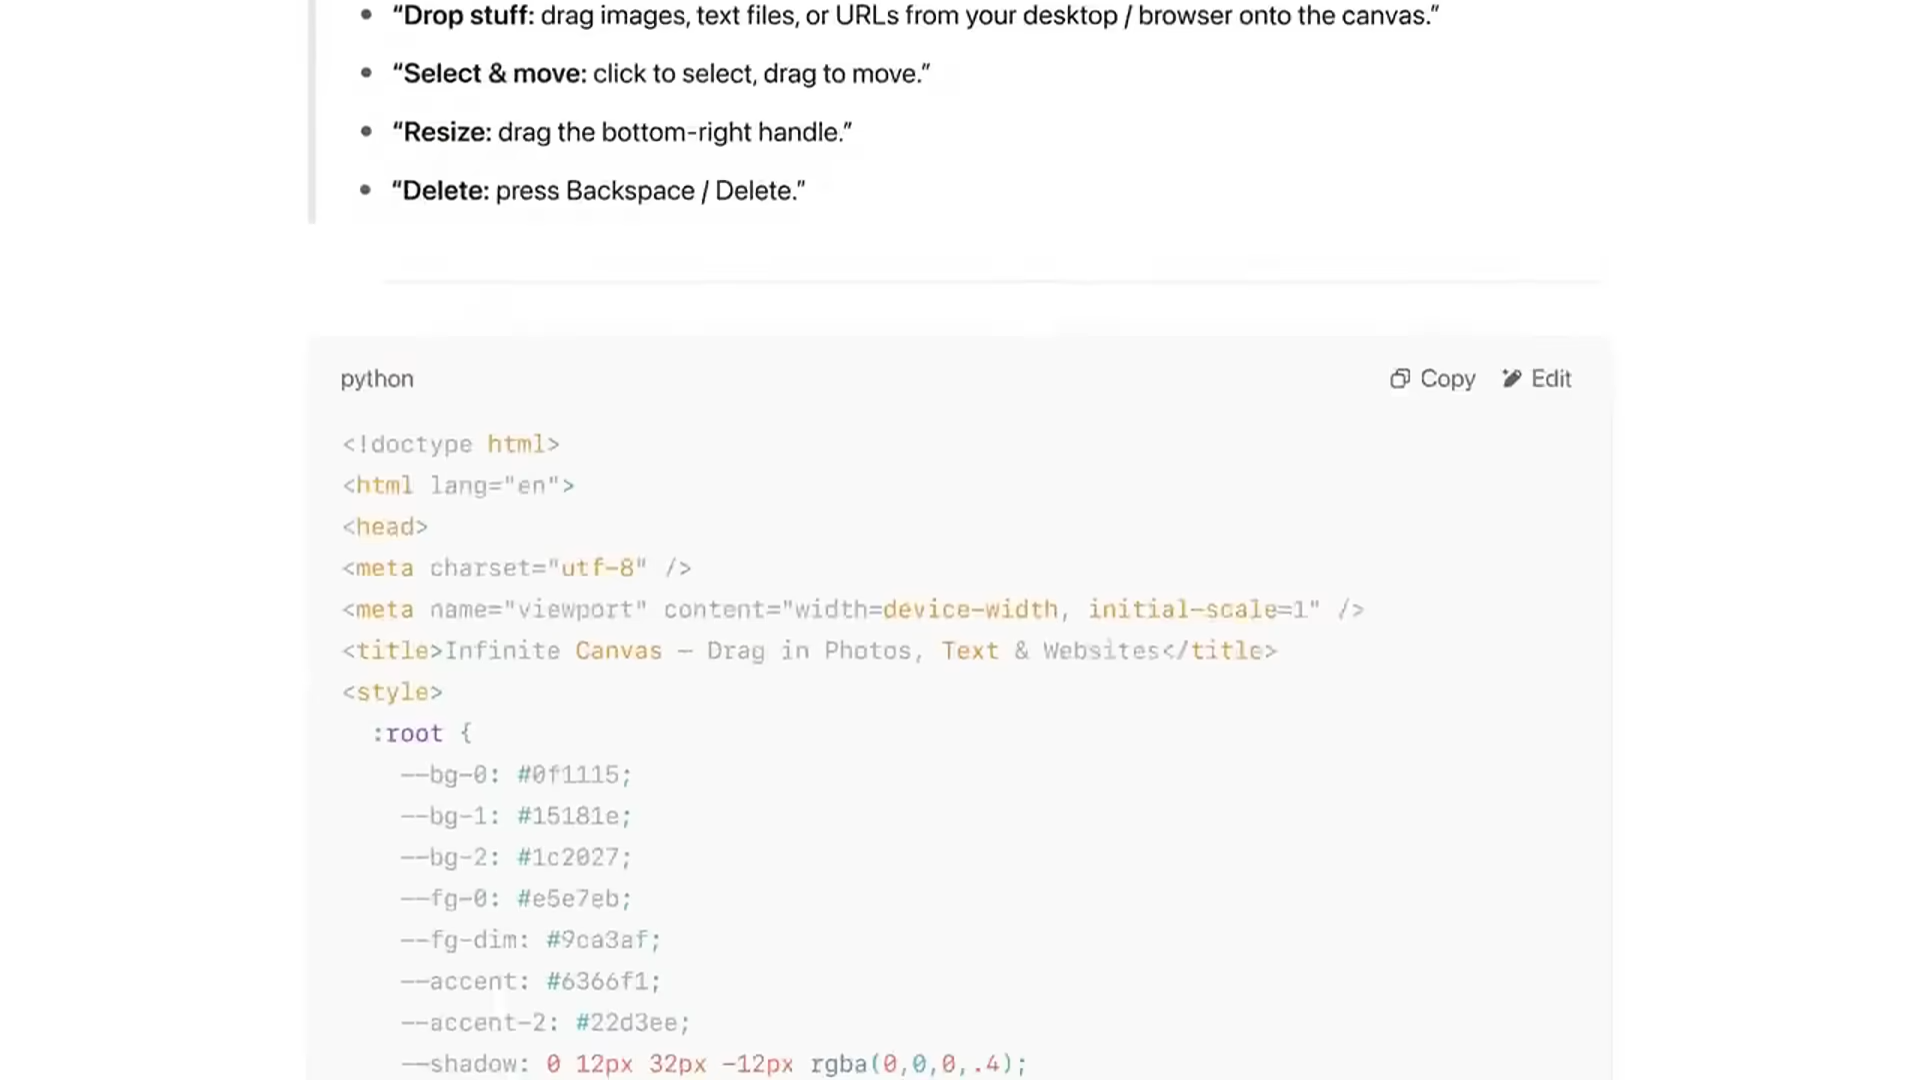 • “Drop stuff: drag images, text files, or URLs from your desktop / browser onto the canvas.”
• “Select & move: click to select, drag to move.”
• “Resize: drag the bottom-right handle.”
• “Delete: press Backspace / Delete.”
python
Copy Edit
<!doctype html>
<html lang="en">
<head>
<meta charset="utf-8" />
<meta name="viewport" content="width=device-width, initial-scale=1" />
<title>Infinite Canvas – Drag in Photos, Text & Websites</title>
<style>
:root {
--bg-0: #0f1115;
--bg-1: #15181e;
--bg-2: #1c2027;
--fg-0: #e5e7eb;
--fg-dim: #9ca3af;
--accent: #6366f1;
--accent-2: #22d3ee;
--shadow: 0 12px 32px -12px rgba(0,0,0,.4);